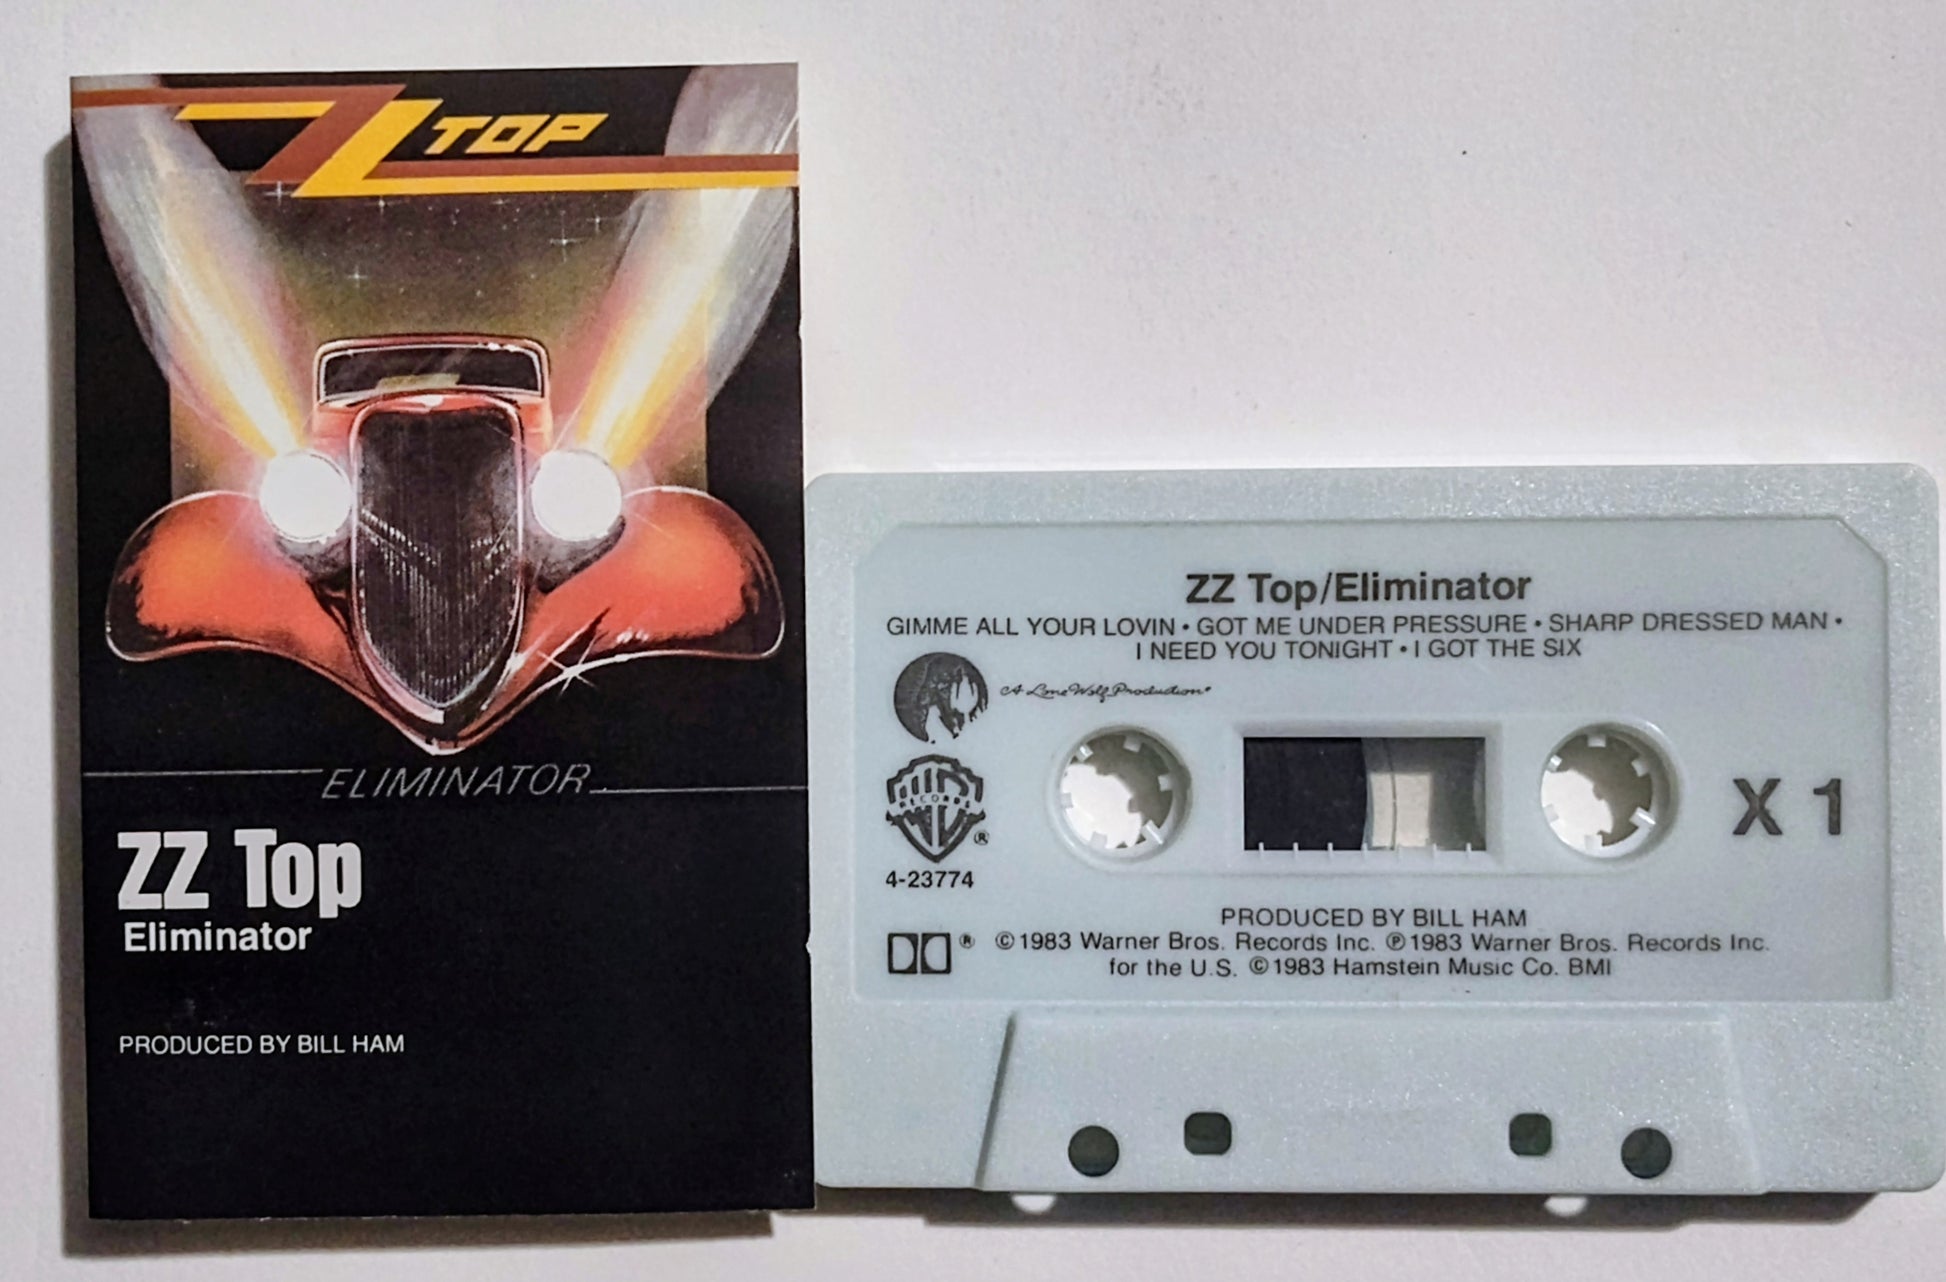 ZZ TOP
ELIMINATOR
ZZ Top
Eliminator
PRODUCED BY BILL HAM
ZZ Top/Eliminator
GIMME ALL YOUR LOVIN • GOT ME UNDER PRESSURE • SHARP DRESSED MAN •
I NEED YOU TONIGHT • I GOT THE SIX
A Lone Wolf Production®
WB
RECORDS
®
X 1
4-23774
PRODUCED BY BILL HAM
® ©1983 Warner Bros. Records Inc. ℗1983 Warner Bros. Records Inc.
for the U.S. ©1983 Hamstein Music Co. BMI